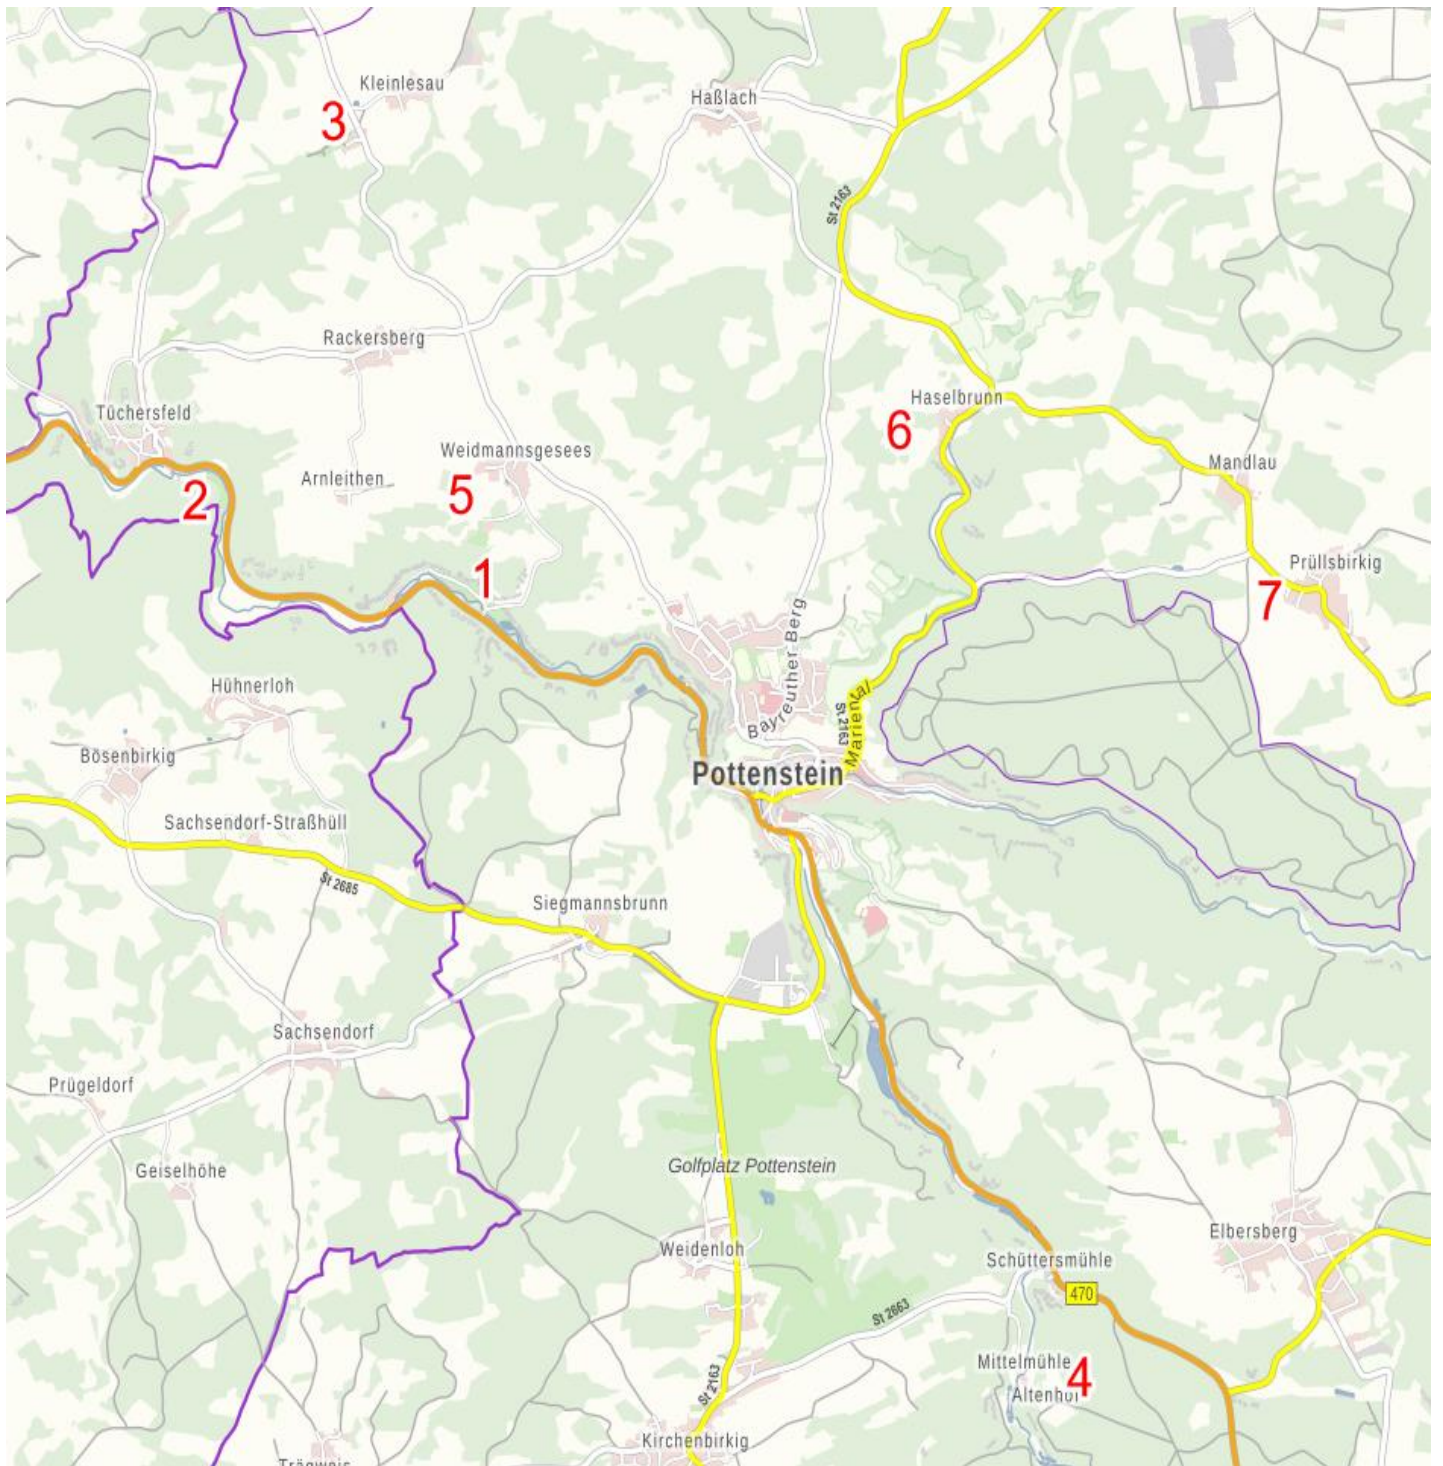 Kleinlesau
Haßlach
3
St 2163
Rackersberg
Haselbrunn
Tüchersfeld
6
Weidmannsgesees
Mandlau
Arnleithen
5
2
Prüllsbirkig
1
7
Bayreuther Berg
Hühnerloh
Mariental
St 2163
Bösenbirkig
Pottenstein
Sachsendorf-Straßhüll
St 2685
Siegmannsbrunn
Sachsendorf
Prügeldorf
Golfplatz Pottenstein
Geiselhöhe
Elbersberg
Weidenloh
Schüttersmühle
470
St 2663
Mittelmühle
4
St 2163
Altenhof
Kirchenbirkig
Trägweis